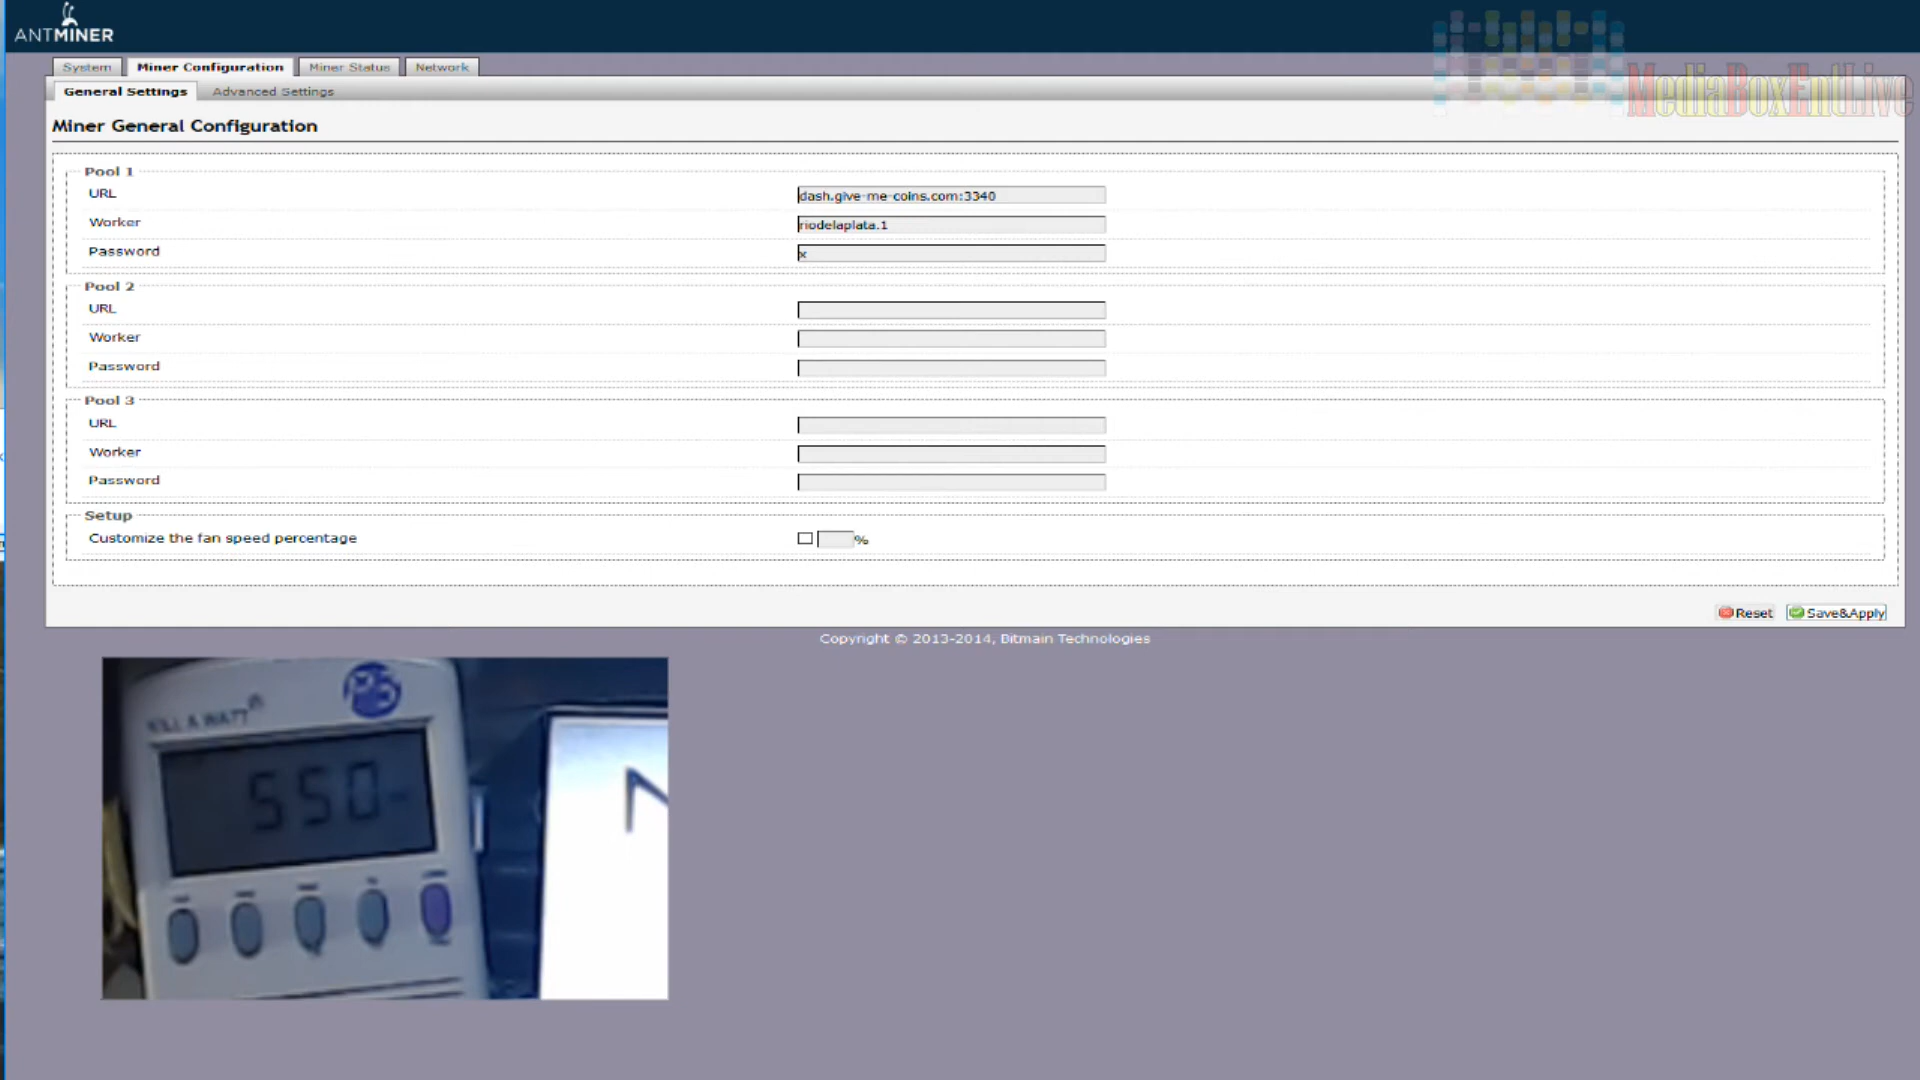 ANTMINER
MediaBoxEntLive
System Miner Configuration Miner Status Network
General Settings Advanced Settings
Miner General Configuration
Pool 1
URL dash.give-me-coins.com:3340
Worker riodelaplata.1
Password x
Pool 2
URL
Worker
Password
Pool 3
URL
Worker
Password
Setup
Customize the fan speed percentage %
Reset Save&Apply
Copyright © 2013-2014, Bitmain Technologies
P3
KILL A WATT®
550